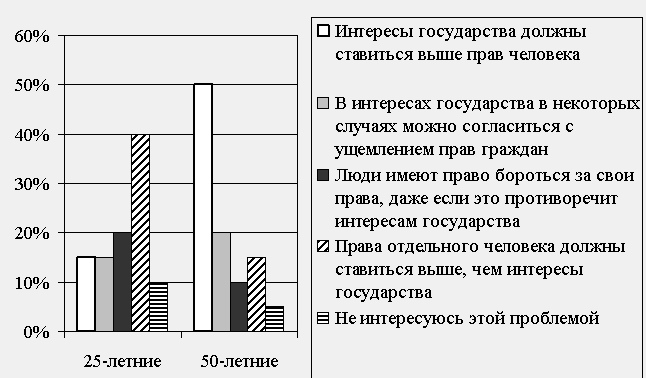 60%
50%
40%
30%
20%
10%
0%
25-летние
50-летние
Интересы государства должны
ставиться выше прав человека
В интересах государства в некоторых
случаях можно согласиться с
ущемлением прав граждан
Люди имеют право бороться за свои
права, даже если это противоречит
интересам государства
Права отдельного человека должны
ставиться выше, чем интересы
государства
Не интересуюсь этой проблемой